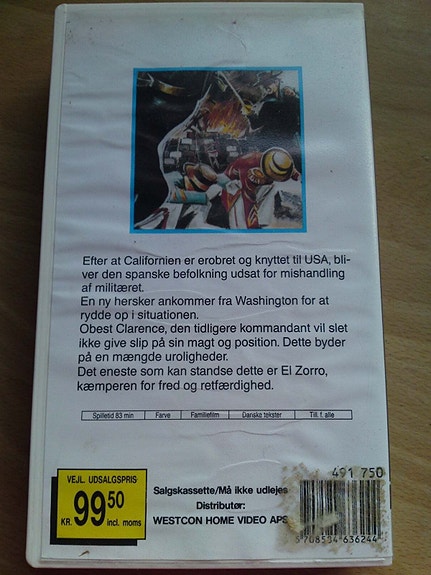 Efter at Californien er erobret og knyttet til USA, bli-
ver den spanske befolkning udsat for mishandling
af militæret.
En ny hersker ankommer fra Washington for at
rydde op i situationen.
Obest Clarence, den tidligere kommandant vil slet
ikke give slip på sin magt og position. Dette byder
på en mængde uroligheder.
Det eneste som kan standse dette er El Zorro,
kæmperen for fred og retfærdighed.
Spilletid 83 min Farve Familiefilm Danske tekster Till. f. alle
VEJL. UDSALGSPRIS
KR. 99 50 incl. moms
Salgskassette/Må ikke udlejes
Distributør:
WESTCON HOME VIDEO APS
491 750
5 708534 636244